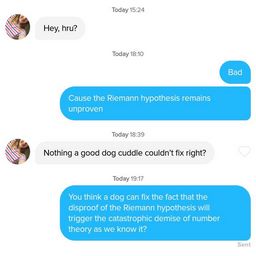 Today 15:24
Hey, hru?
Today 18:10
Bad
Cause the Riemann hypothesis remains
unproven
Today 18:39
Nothing a good dog cuddle couldn't fix right?
Today 19:17
You think a dog can fix the fact that the
disproof of the Riemann hypothesis will
trigger the catastrophic demise of number
theory as we know it?
Sent